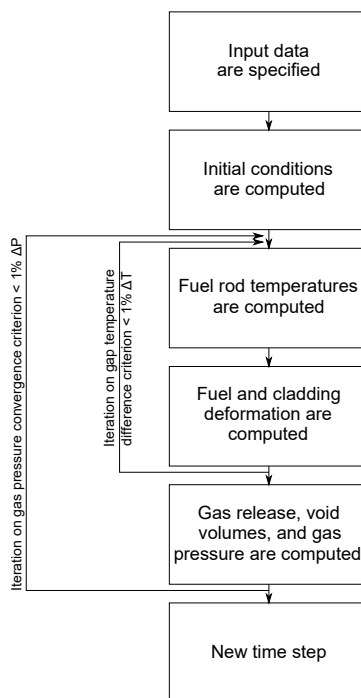 Input data
are specified
Initial conditions
are computed
Iteration on gas pressure convergence criterion < 1% ΔP
Iteration on gap temperature
difference criterion < 1% ΔT
Fuel rod temperatures
are computed
Fuel and cladding
deformation are
computed
Gas release, void
volumes, and gas
pressure are computed
New time step